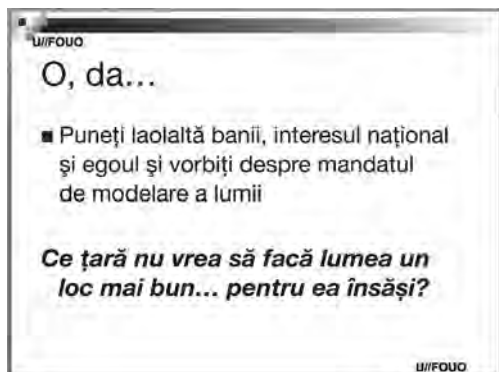 U//FOUO
O, da...
■ Puneți laolaltă banii, interesul național
și egoul și vorbiți despre mandatul
de modelare a lumii
Ce țară nu vrea să facă lumea un
loc mai bun... pentru ea însăși?
U//FOUO